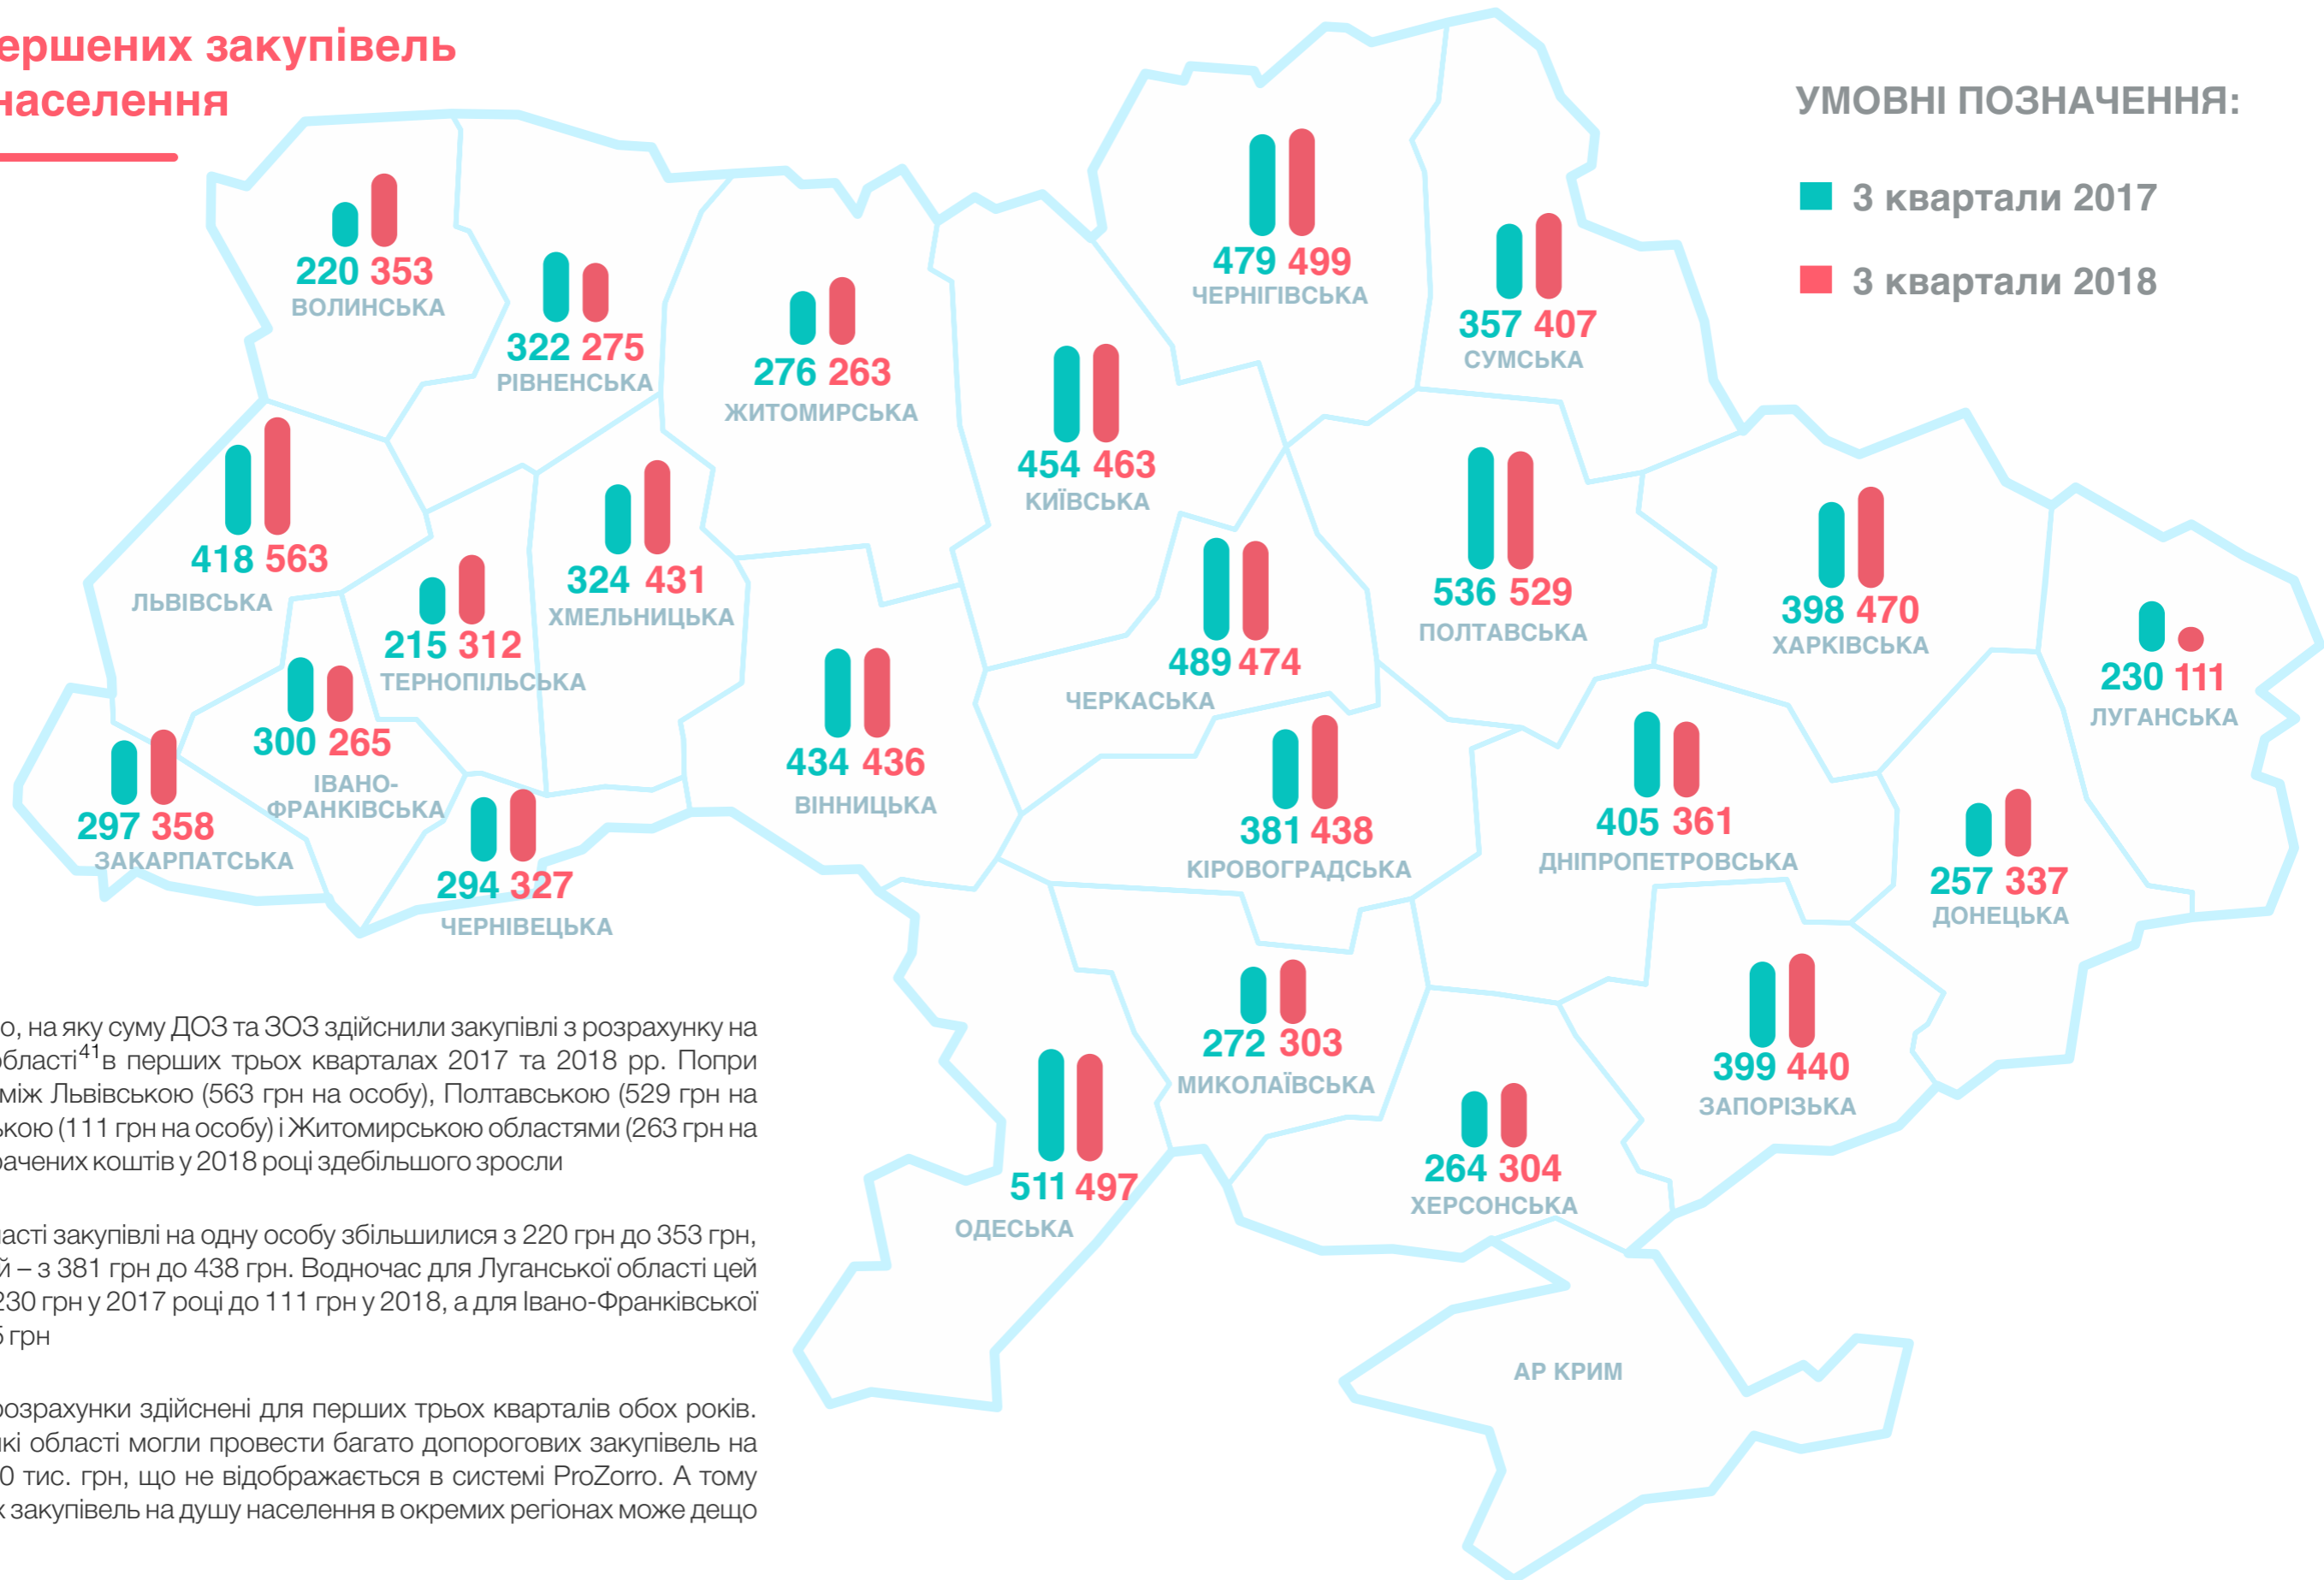 ершених закупівель
населення
УМОВНІ ПОЗНАЧЕННЯ:
3 квартали 2017
3 квартали 2018
220 353
ВОЛИНСЬКА
322 275
РІВНЕНСЬКА
276 263
ЖИТОМИРСЬКА
479 499
ЧЕРНІГІВСЬКА
357 407
СУМСЬКА
454 463
КИЇВСЬКА
418 563
ЛЬВІВСЬКА
215 312
ТЕРНОПІЛЬСЬКА
324 431
ХМЕЛЬНИЦЬКА
489 474
ЧЕРКАСЬКА
536 529
ПОЛТАВСЬКА
398 470
ХАРКІВСЬКА
230 111
ЛУГАНСЬКА
297 358
ЗАКАРПАТСЬКА
300 265
ІВАНО-
ФРАНКІВСЬКА
294 327
ЧЕРНІВЕЦЬКА
434 436
ВІННИЦЬКА
381 438
КІРОВОГРАДСЬКА
405 361
ДНІПРОПЕТРОВСЬКА
257 337
ДОНЕЦЬКА
272 303
МИКОЛАЇВСЬКА
399 440
ЗАПОРІЗЬКА
511 497
ОДЕСЬКА
264 304
ХЕРСОНСЬКА
АР КРИМ
о, на яку суму ДОЗ та ЗОЗ здійснили закупівлі з розрахунку на
області41 в перших трьох кварталах 2017 та 2018 рр. Попри
між Львівською (563 грн на особу), Полтавською (529 грн на
ькою (111 грн на особу) і Житомирською областями (263 грн на
рачених коштів у 2018 році здебільшого зросли
ласті закупівлі на одну особу збільшилися з 220 грн до 353 грн,
й – з 381 грн до 438 грн. Водночас для Луганської області цей
230 грн у 2017 році до 111 грн у 2018, а для Івано-Франківської
5 грн
розрахунки здійснені для перших трьох кварталів обох років.
кі області могли провести багато допорогових закупівель на
0 тис. грн, що не відображається в системі ProZorro. А тому
х закупівель на душу населення в окремих регіонах може дещо